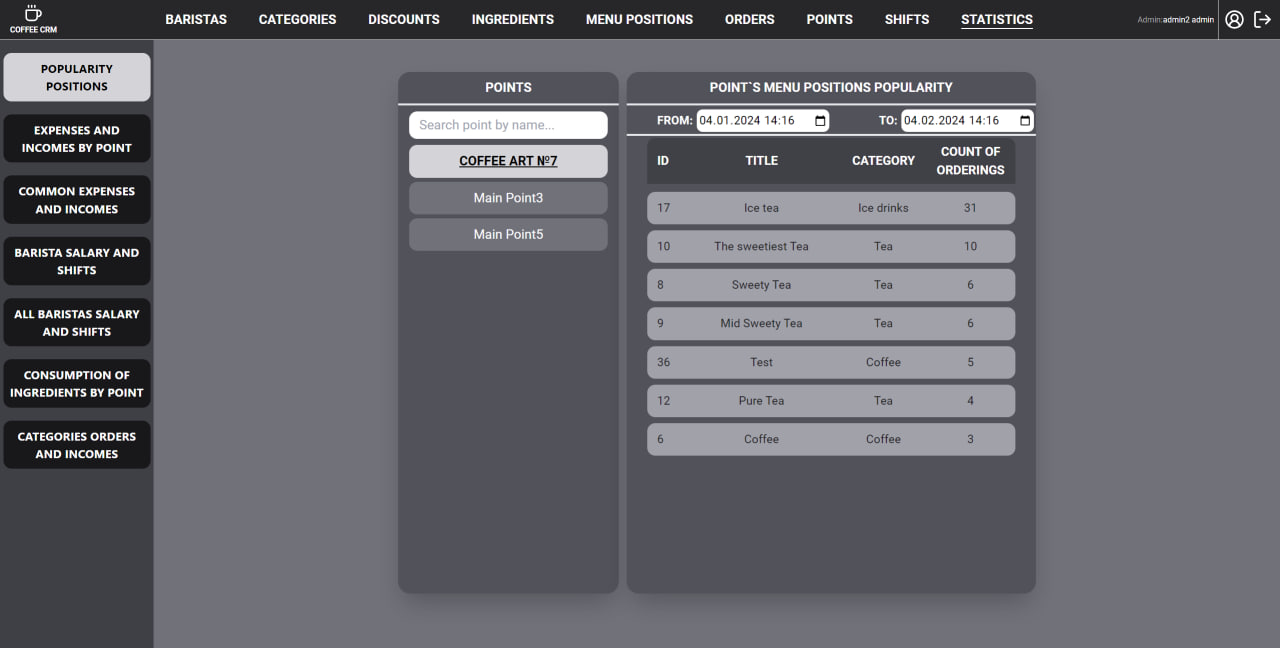 COFFEE CRM
BARISTAS CATEGORIES DISCOUNTS INGREDIENTS MENU POSITIONS ORDERS POINTS SHIFTS STATISTICS
Admin:admin2 admin
POPULARITY
POSITIONS
EXPENSES AND
INCOMES BY POINT
COMMON EXPENSES
AND INCOMES
BARISTA SALARY AND
SHIFTS
ALL BARISTAS SALARY
AND SHIFTS
CONSUMPTION OF
INGREDIENTS BY POINT
CATEGORIES ORDERS
AND INCOMES
POINTS
Search point by name...
COFFEE ART №7
Main Point3
Main Point5
POINT`S MENU POSITIONS POPULARITY
FROM: 04.01.2024 14:16 TO: 04.02.2024 14:16
ID TITLE CATEGORY COUNT OF
ORDERINGS
17 Ice tea Ice drinks 31
10 The sweetiest Tea Tea 10
8 Sweety Tea Tea 6
9 Mid Sweety Tea Tea 6
36 Test Coffee 5
12 Pure Tea Tea 4
6 Coffee Coffee 3